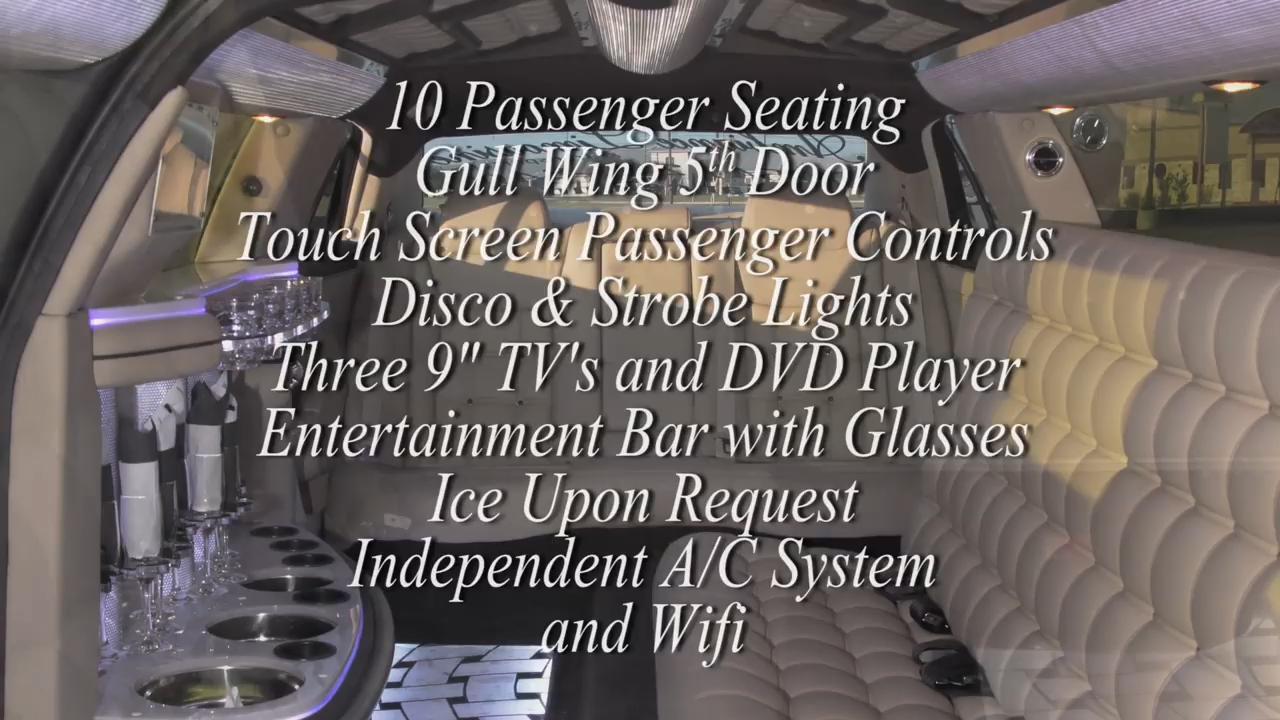 10 Passenger Seating
Gull Wing 5th Door
Touch Screen Passenger Controls
Disco & Strobe Lights
Three 9" TV's and DVD Player
Entertainment Bar with Glasses
Ice Upon Request
Independent A/C System
and Wifi